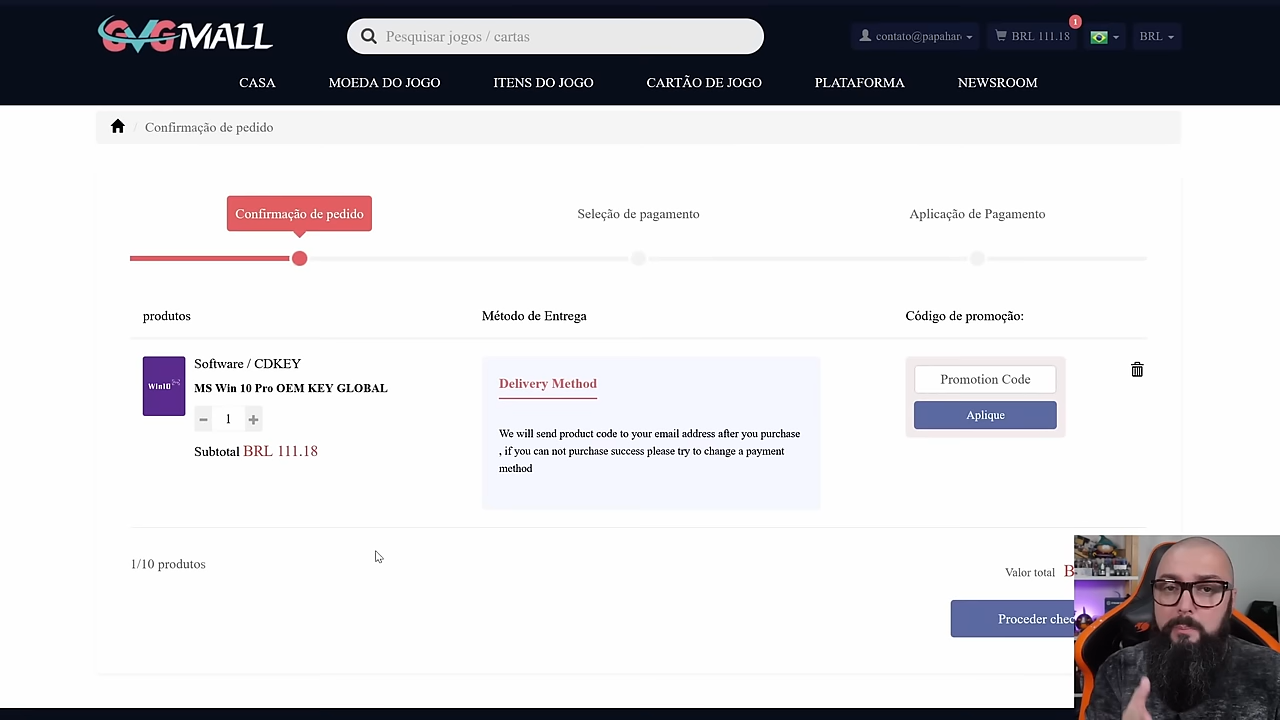 GVGMALL
Pesquisar jogos / cartas
contato@papahar
BRL 111.18
1
BRL
CASA
MOEDA DO JOGO
ITENS DO JOGO
CARTÃO DE JOGO
PLATAFORMA
NEWSROOM
/ Confirmação de pedido
Confirmação de pedido
Seleção de pagamento
Aplicação de Pagamento
produtos
Método de Entrega
Código de promoção:
Win10
Software / CDKEY
MS Win 10 Pro OEM KEY GLOBAL
− 1 +
Subtotal BRL 111.18
Delivery Method
We will send product code to your email address after you purchase
, if you can not purchase success please try to change a payment
method
Promotion Code
Aplique
1/10 produtos
Valor total B
Proceder chec